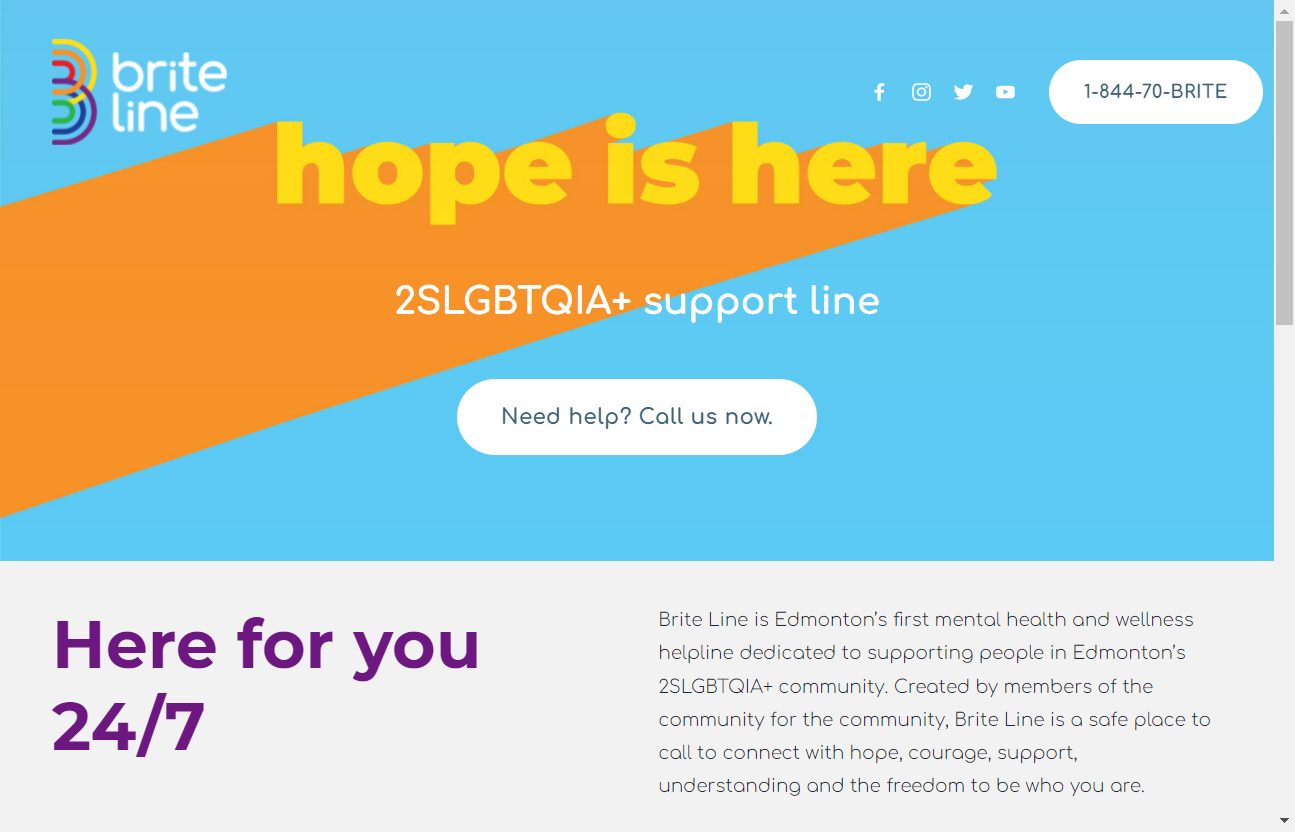 brite
line
1-844-70-BRITE
hope is here
2SLGBTQIA+ support line
Need help? Call us now.
Here for you
24/7
Brite Line is Edmonton’s first mental health and wellness
helpline dedicated to supporting people in Edmonton’s
2SLGBTQIA+ community. Created by members of the
community for the community, Brite Line is a safe place to
call to connect with hope, courage, support,
understanding and the freedom to be who you are.